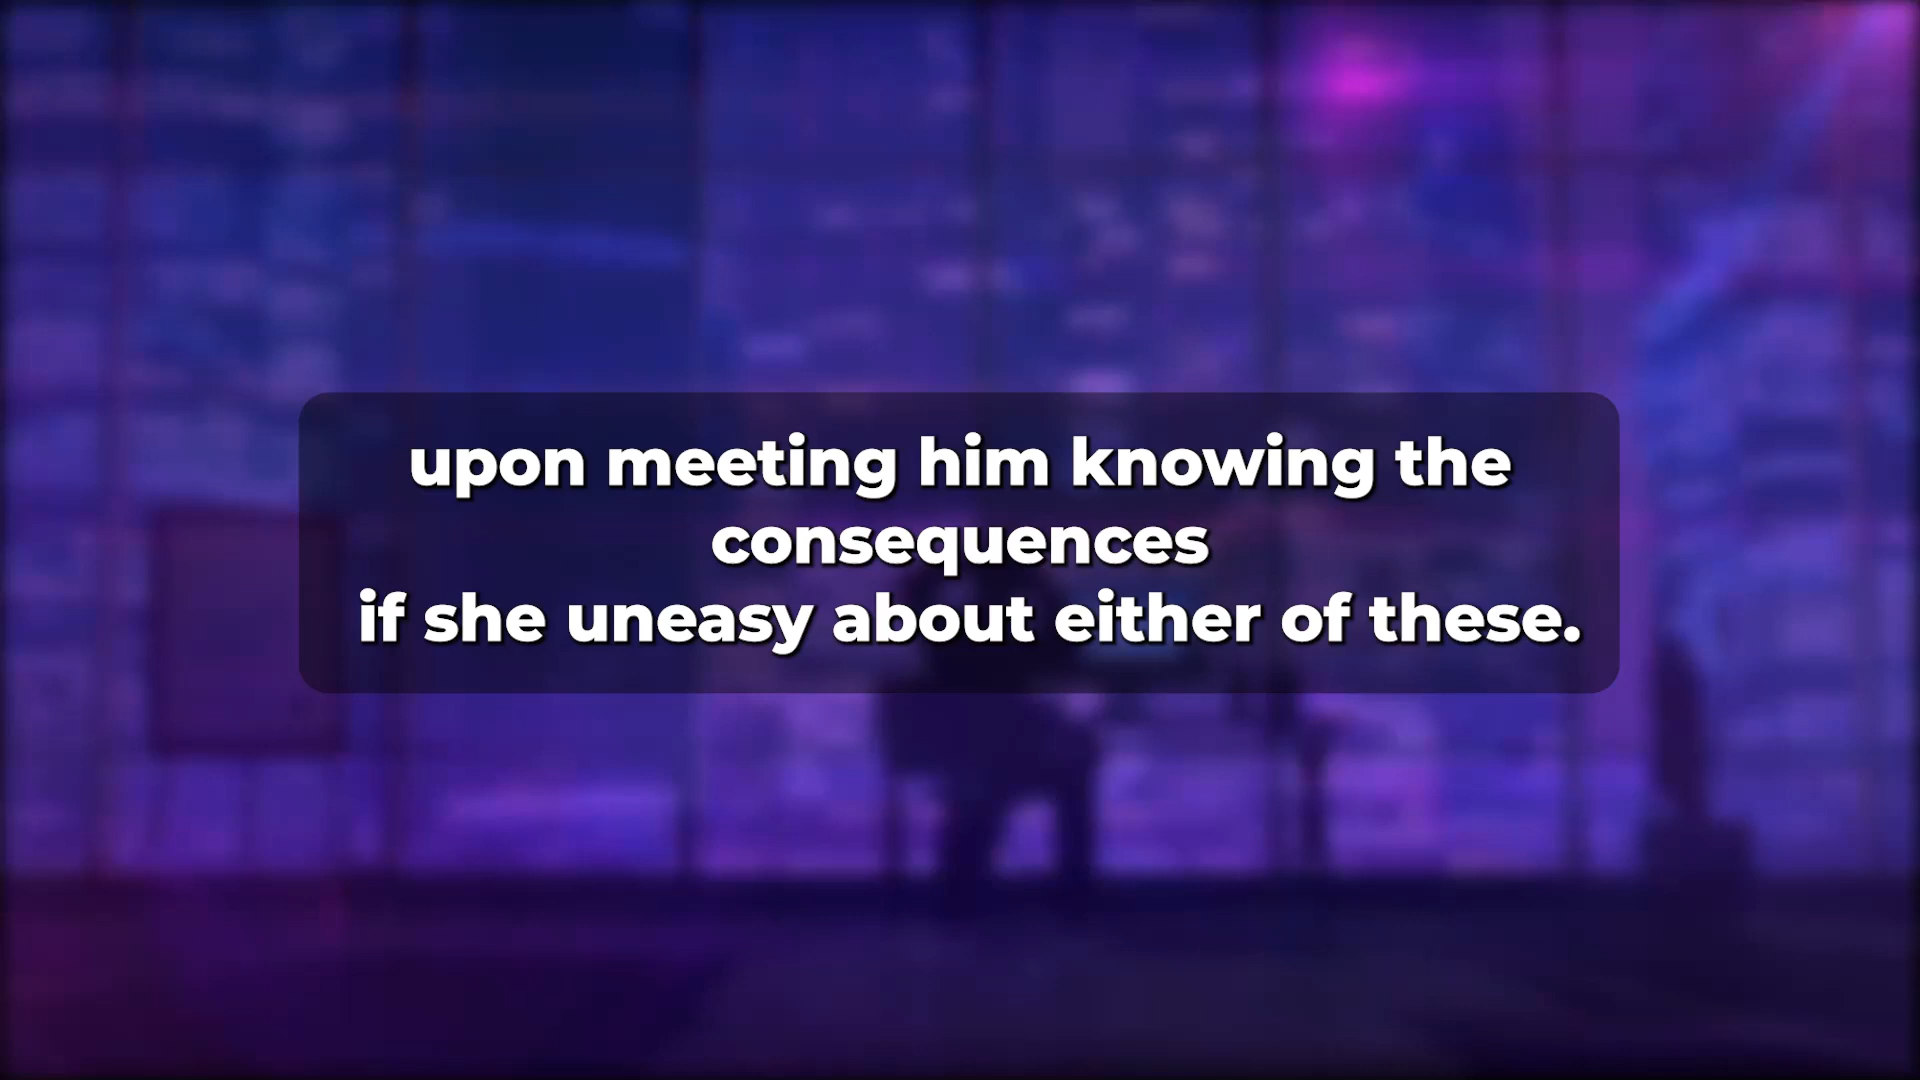 upon meeting him knowing the
consequences
if she uneasy about either of these.